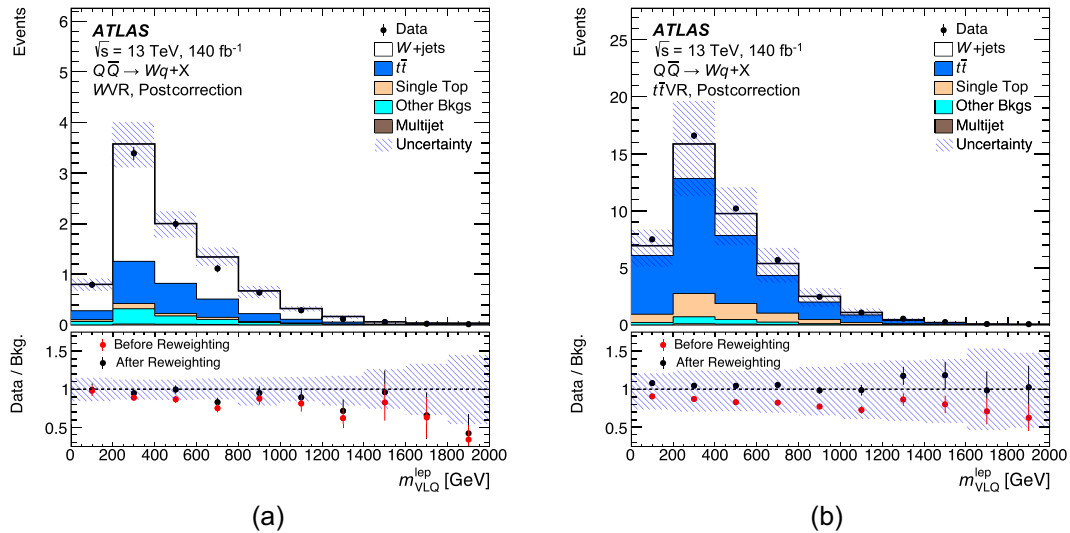 Events
6
5
4
3
2
1
0
ATLAS
√s = 13 TeV, 140 fb⁻¹
QQ̅ → Wq+X
WVR, Postcorrection
Data
W+jets
tt̅
Single Top
Other Bkgs
Multijet
Uncertainty
Data / Bkg.
1.5
1
0.5
Before Reweighting
After Reweighting
0 200 400 600 800 1000 1200 1400 1600 1800 2000
m_VLQ^lep [GeV]
(a)
Events
25
20
15
10
5
0
ATLAS
√s = 13 TeV, 140 fb⁻¹
QQ̅ → Wq+X
tt̅VR, Postcorrection
Data
W+jets
tt̅
Single Top
Other Bkgs
Multijet
Uncertainty
Data / Bkg.
1.5
1
0.5
Before Reweighting
After Reweighting
0 200 400 600 800 1000 1200 1400 1600 1800 2000
m_VLQ^lep [GeV]
(b)